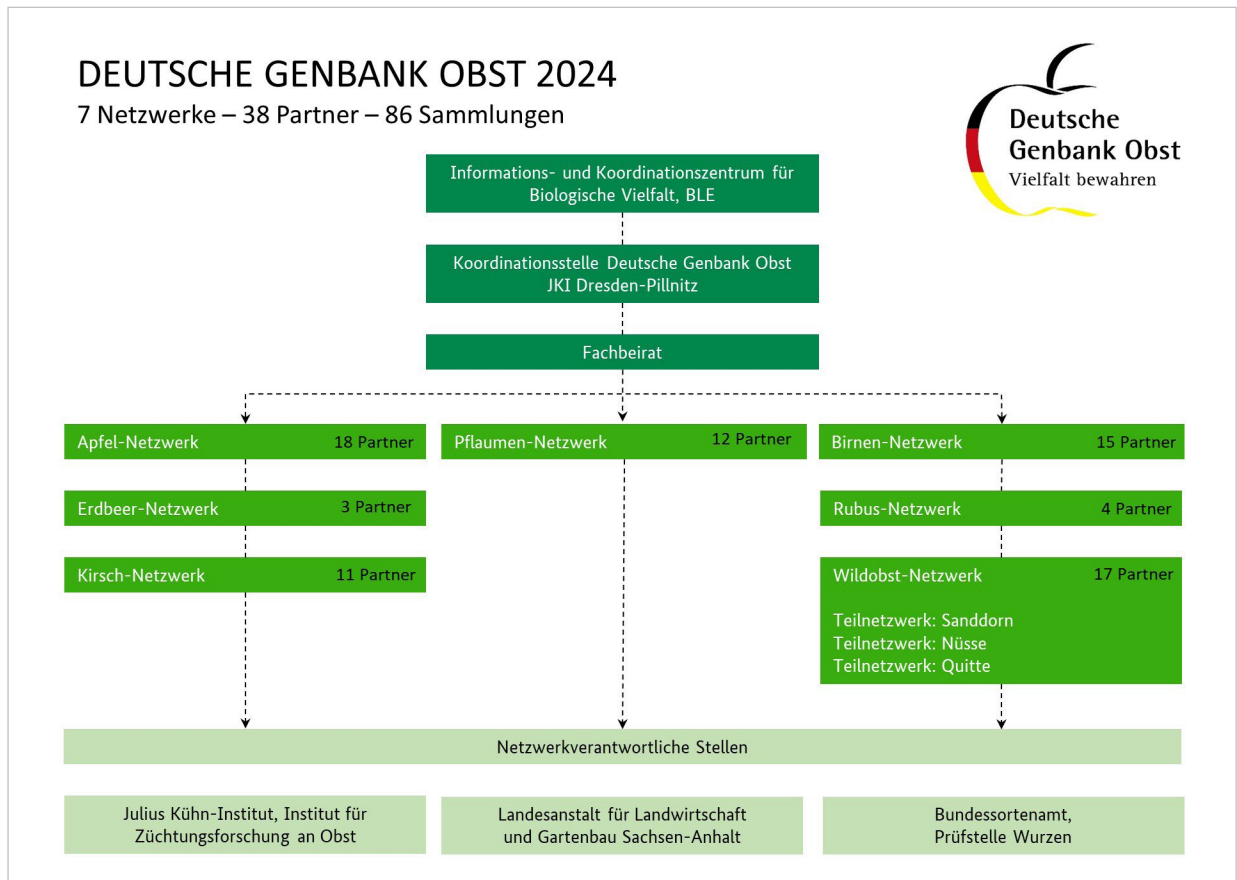 DEUTSCHE GENBANK OBST 2024
7 Netzwerke – 38 Partner – 86 Sammlungen
Deutsche
Genbank Obst
Vielfalt bewahren
Informations- und Koordinationszentrum für
Biologische Vielfalt, BLE
Koordinationsstelle Deutsche Genbank Obst
JKI Dresden-Pillnitz
Fachbeirat
Apfel-Netzwerk 18 Partner
Pflaumen-Netzwerk 12 Partner
Birnen-Netzwerk 15 Partner
Erdbeer-Netzwerk 3 Partner
Rubus-Netzwerk 4 Partner
Kirsch-Netzwerk 11 Partner
Wildobst-Netzwerk 17 Partner
Teilnetzwerk: Sanddorn
Teilnetzwerk: Nüsse
Teilnetzwerk: Quitte
Netzwerkverantwortliche Stellen
Julius Kühn-Institut, Institut für
Züchtungsforschung an Obst
Landesanstalt für Landwirtschaft
und Gartenbau Sachsen-Anhalt
Bundessortenamt,
Prüfstelle Wurzen